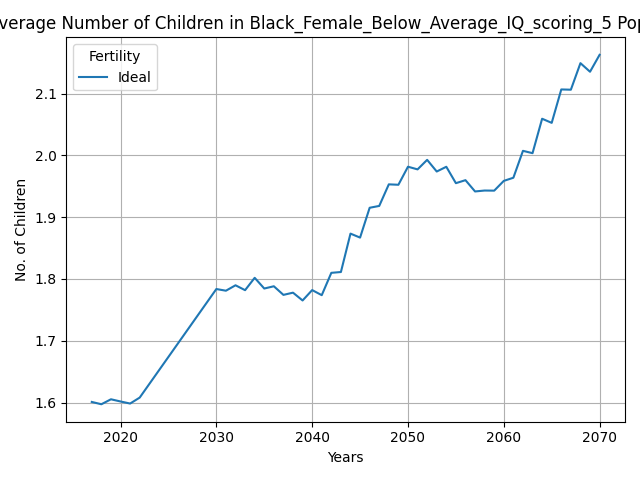 verage Number of Children in Black_Female_Below_Average_IQ_scoring_5 Pop
Fertility
Ideal
No. of Children
2.1
2.0
1.9
1.8
1.7
1.6
2020 2030 2040 2050 2060 2070
Years